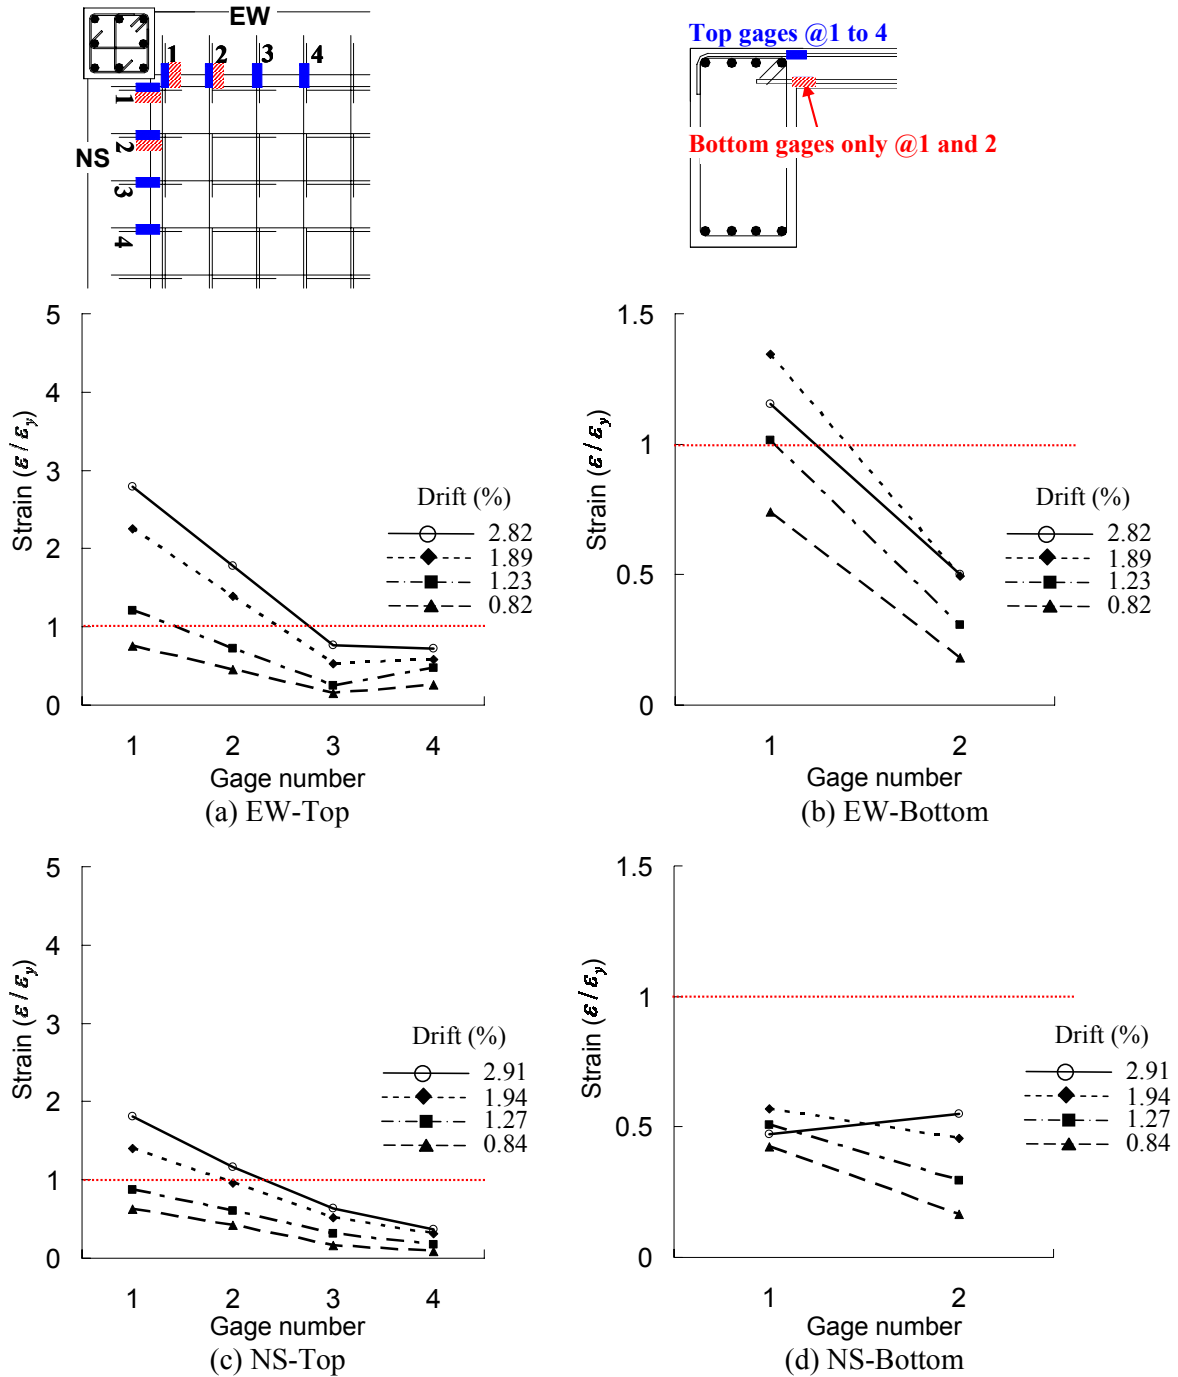 EW
1 2 3 4
NS
1
2
3
4
Top gages @1 to 4
Bottom gages only @1 and 2
5
4
3
2
1
0
Strain (ε / εy)
Drift (%)
2.82
1.89
1.23
0.82
1 2 3 4
Gage number
(a) EW-Top
1.5
1
0.5
0
Strain (ε / εy)
Drift (%)
2.82
1.89
1.23
0.82
1 2
Gage number
(b) EW-Bottom
5
4
3
2
1
0
Strain (ε / εy)
Drift (%)
2.91
1.94
1.27
0.84
1 2 3 4
Gage number
(c) NS-Top
1.5
1
0.5
0
Strain (ε / εy)
Drift (%)
2.91
1.94
1.27
0.84
1 2
Gage number
(d) NS-Bottom